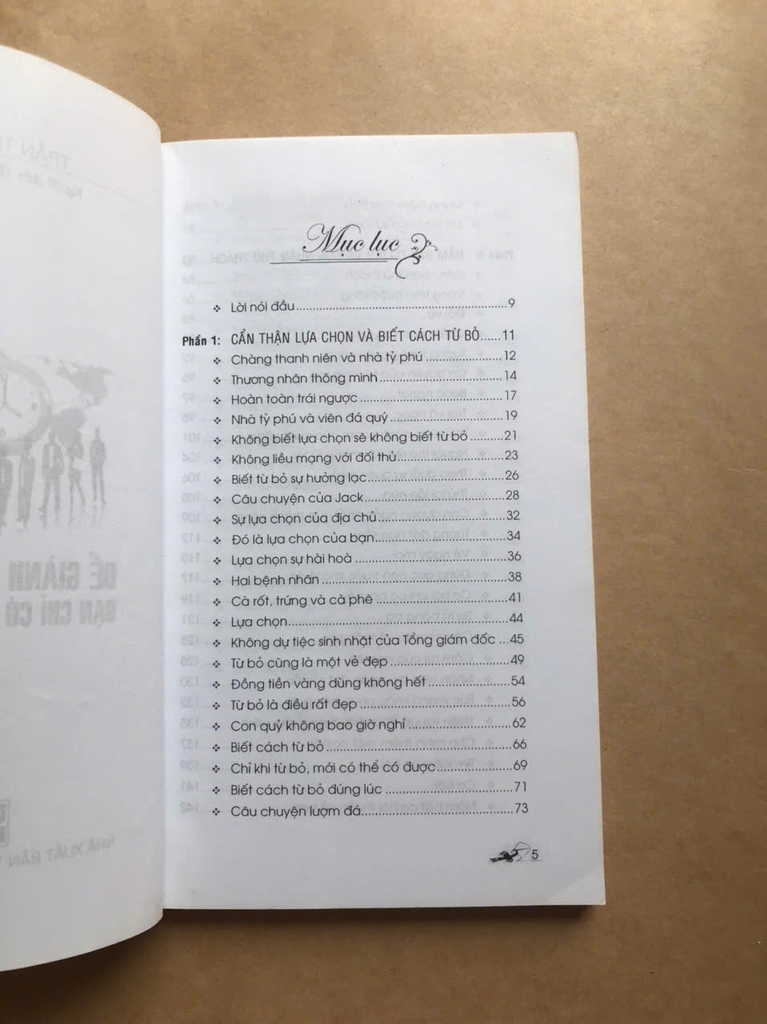 Mục lục
❖ Lời nói đầu........................................................9
Phần 1: CẨN THẬN LỰA CHỌN VÀ BIẾT CÁCH TỪ BỎ......11
❖ Chàng thanh niên và nhà tỷ phú....................12
❖ Thương nhân thông minh..............................14
❖ Hoàn toàn trái ngược....................................17
❖ Nhà tỷ phú và viên đá quý............................19
❖ Không biết lựa chọn sẽ không biết từ bỏ........21
❖ Không liều mạng với đối thủ..........................23
❖ Biết từ bỏ sự hưởng lạc.................................26
❖ Câu chuyện của Jack....................................28
❖ Sự lựa chọn của địa chủ................................32
❖ Đó là lựa chọn của bạn..................................34
❖ Lựa chọn sự hài hoà......................................36
❖ Hai bệnh nhân..............................................38
❖ Cà rốt, trứng và cà phê.................................41
❖ Lựa chọn......................................................44
❖ Không dự tiệc sinh nhật của Tổng giám đốc ...45
❖ Từ bỏ cũng là một vẻ đẹp..............................49
❖ Đồng tiền vàng dùng không hết.....................54
❖ Từ bỏ là điều rất đẹp.....................................56
❖ Con quỷ không bao giờ nghỉ..........................62
❖ Biết cách từ bỏ.............................................66
❖ Chỉ khi từ bỏ, mới có thể có được..................69
❖ Biết cách từ bỏ đúng lúc...............................71
❖ Câu chuyện lượm đá.....................................73
5